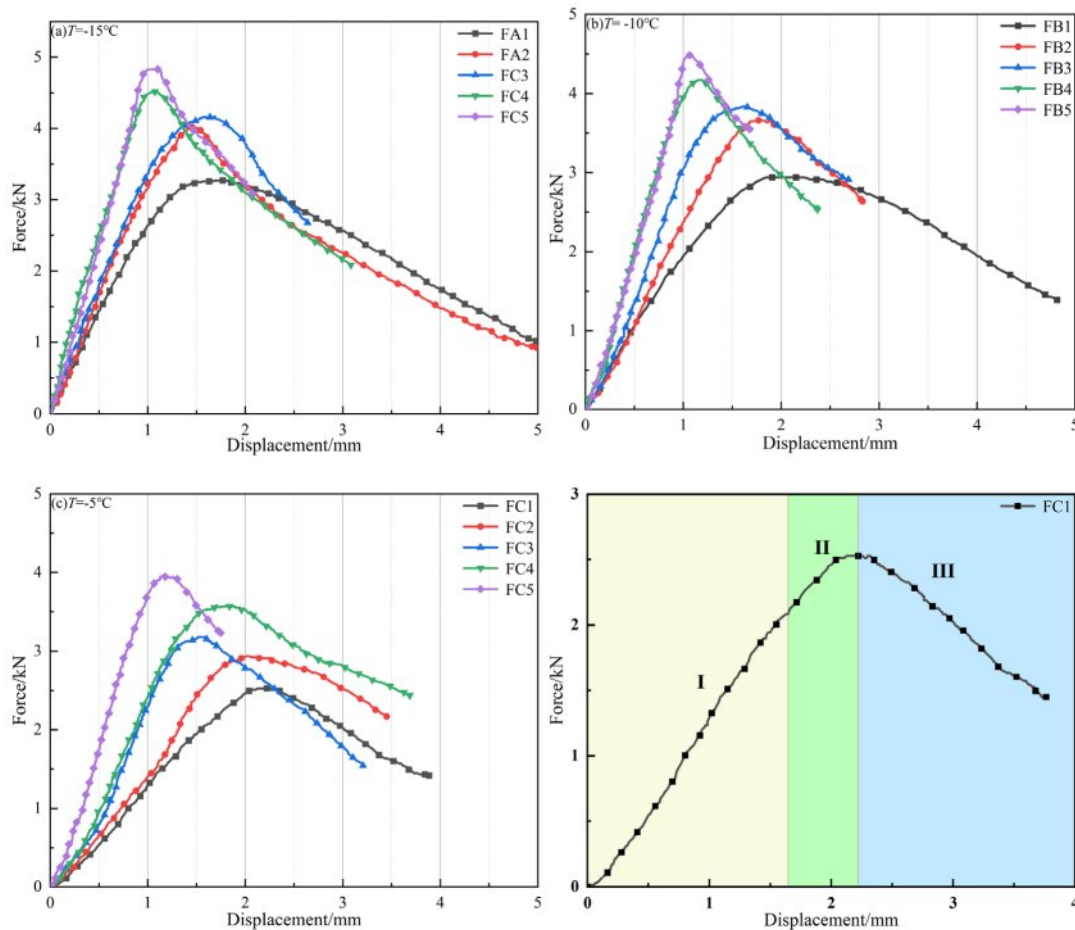 (a)T=-15℃
FA1
FA2
FC3
FC4
FC5
5
4
3
2
1
0
Force/kN
0 1 2 3 4 5
Displacement/mm
(b)T= -10℃
FB1
FB2
FB3
FB4
FB5
5
4
3
2
1
0
Force/kN
0 1 2 3 4 5
Displacement/mm
(c)T=-5℃
FC1
FC2
FC3
FC4
FC5
5
4
3
2
1
0
Force/kN
0 1 2 3 4 5
Displacement/mm
FC1
I
II
III
3
2
1
0
Force/kN
0 1 2 3 4
Displacement/mm